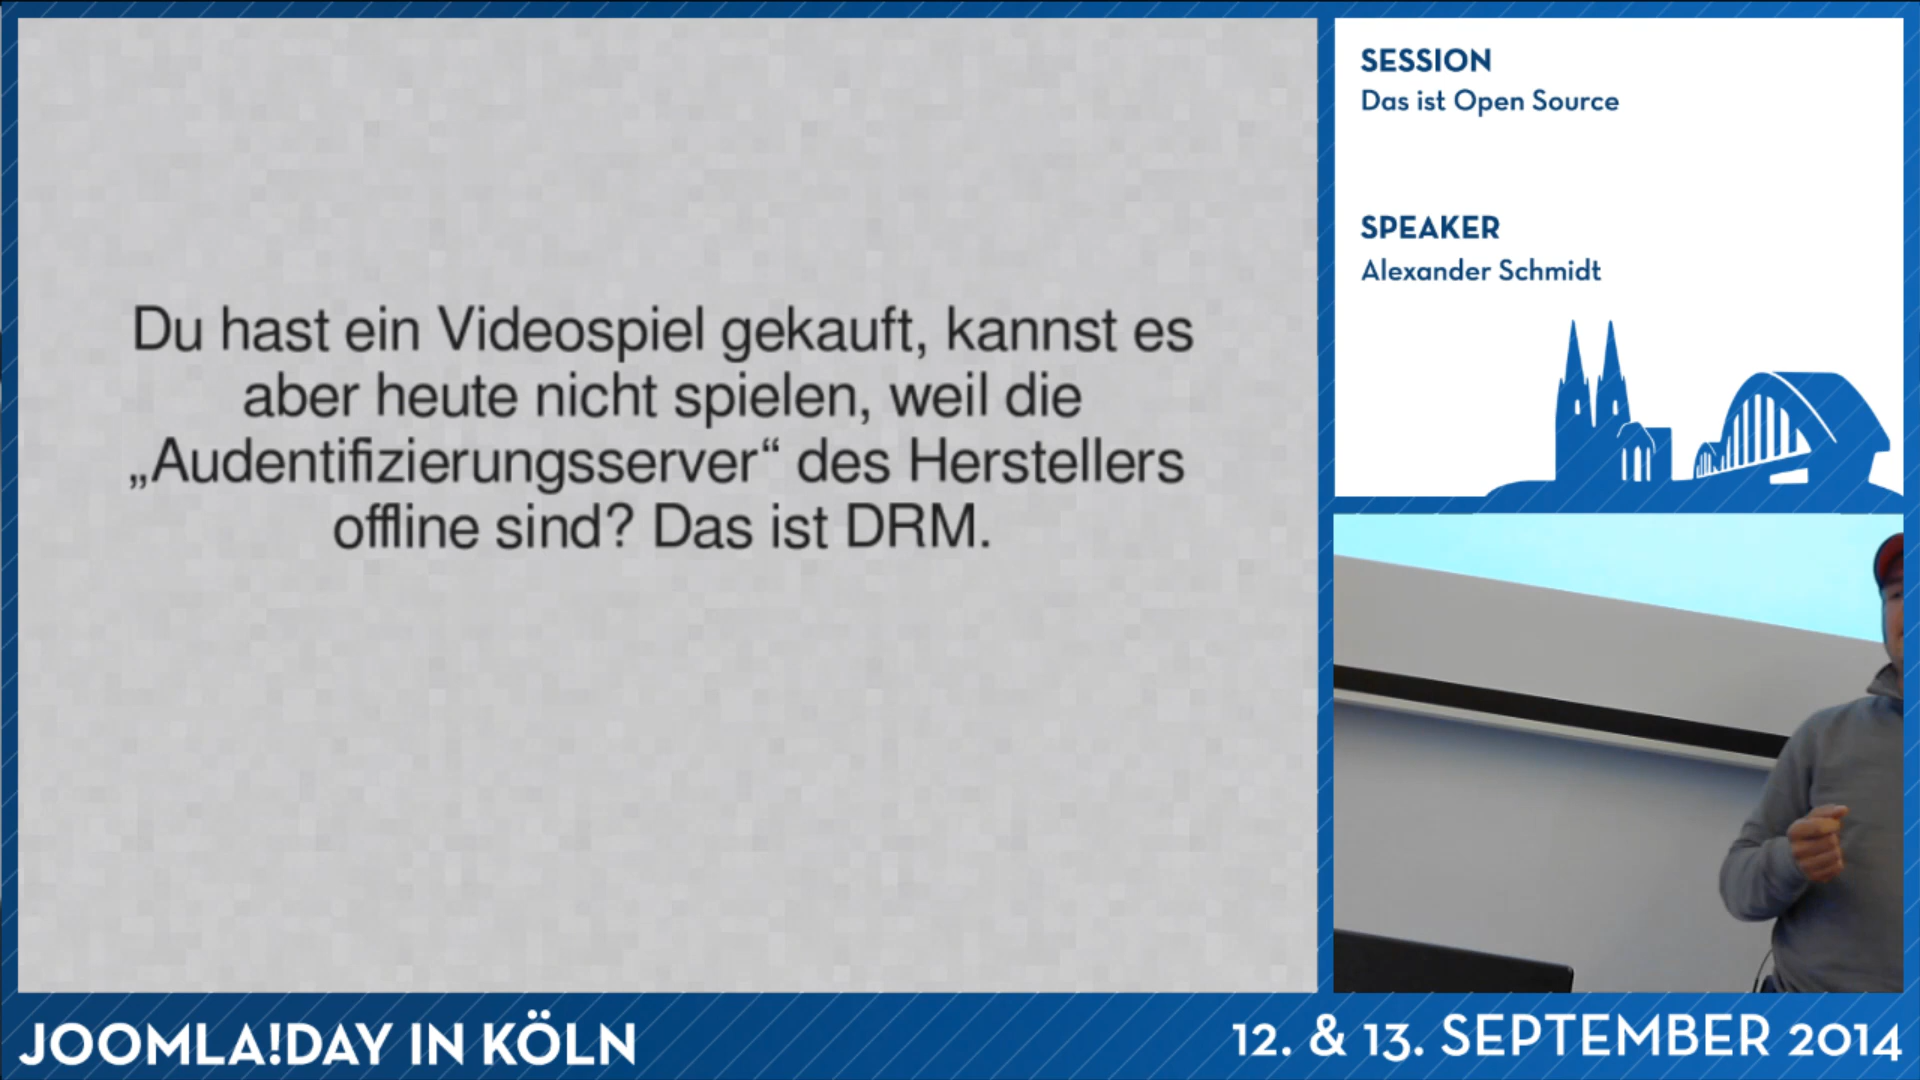 Du hast ein Videospiel gekauft, kannst es
aber heute nicht spielen, weil die
„Audentifizierungsserver“ des Herstellers
offline sind? Das ist DRM.
SESSION
Das ist Open Source
SPEAKER
Alexander Schmidt
JOOMLA!DAY IN KÖLN
12. & 13. SEPTEMBER 2014